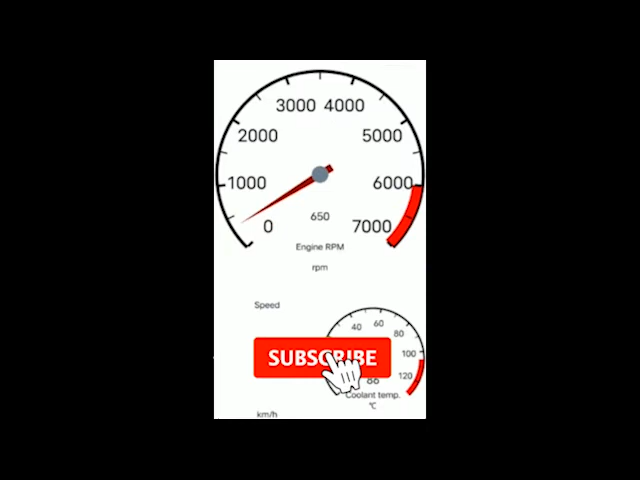 3000 4000
2000 5000
1000 6000
0 7000
650
Engine RPM
rpm
Speed
60
40 80
100
SUBSCRIBE
120
Coolant temp.
km/h °C